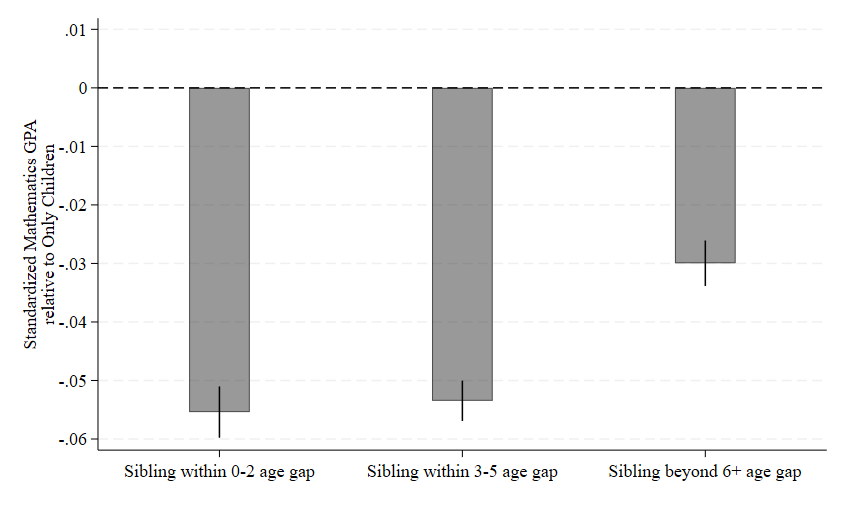 Standardized Mathematics GPA
relative to Only Children
.01
0
-.01
-.02
-.03
-.04
-.05
-.06
Sibling within 0-2 age gap
Sibling within 3-5 age gap
Sibling beyond 6+ age gap